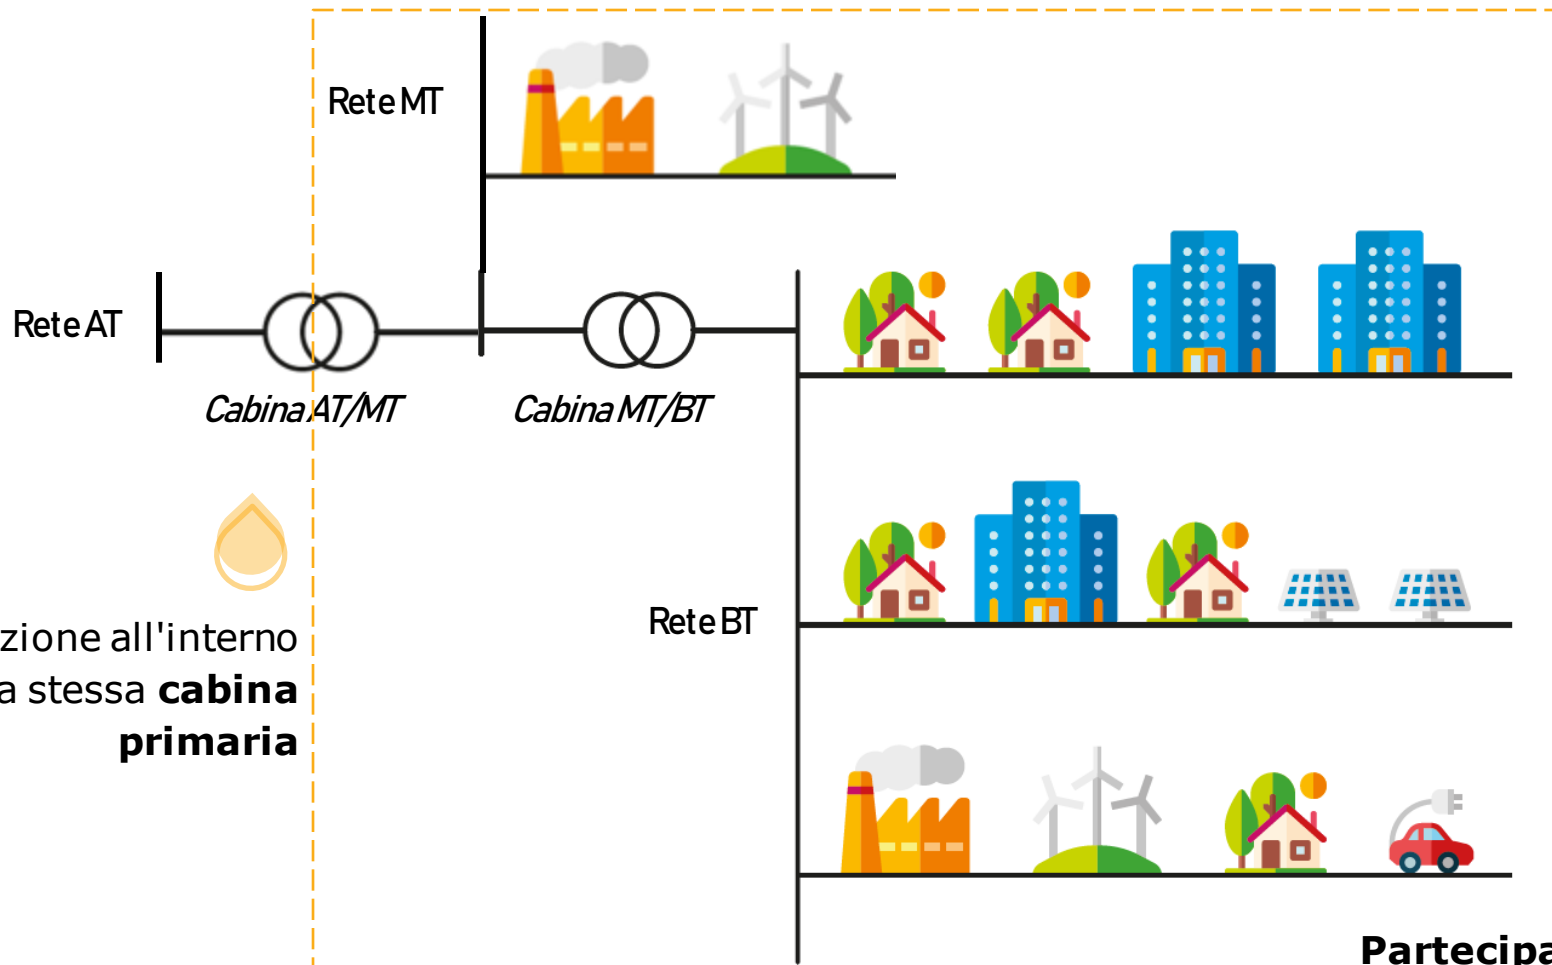 Rete MT
Rete AT
Cabina AT/MT
Cabina MT/BT
zione all'interno
a stessa cabina
primaria
Rete BT
Partecipa